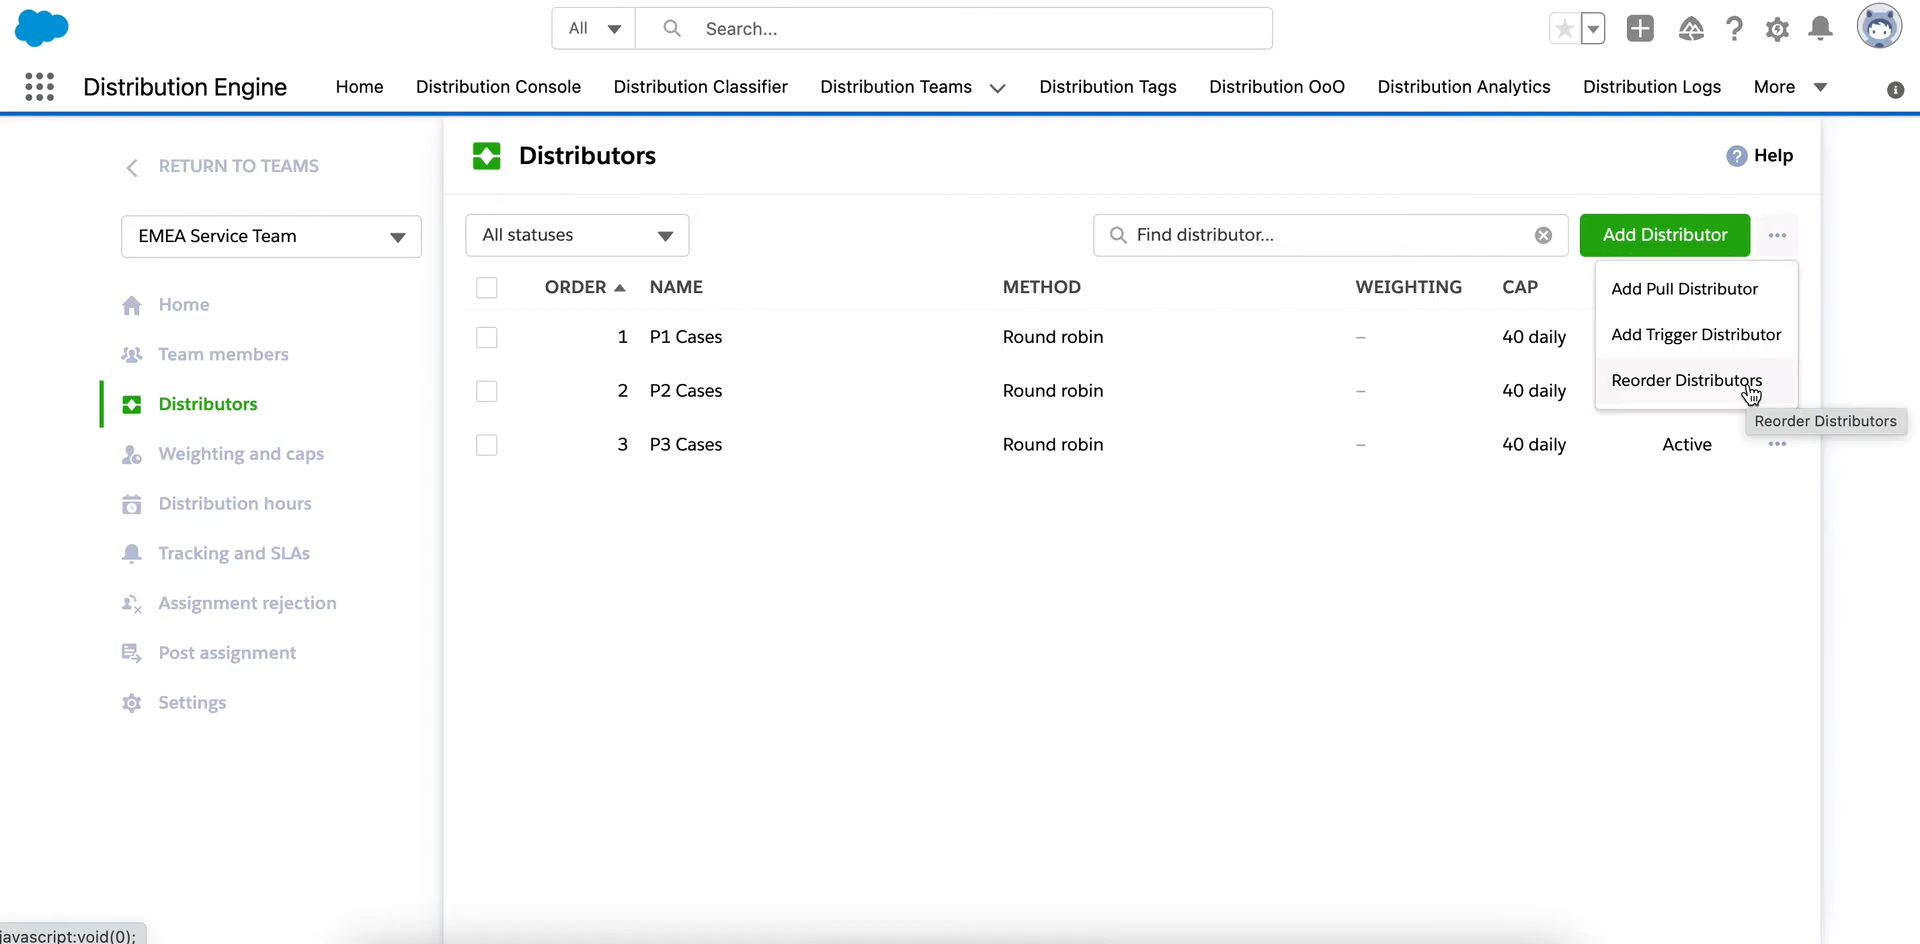 All
Search...
Distribution Engine
Home
Distribution Console
Distribution Classifier
Distribution Teams
Distribution Tags
Distribution OoO
Distribution Analytics
Distribution Logs
More
RETURN TO TEAMS
EMEA Service Team
Home
Team members
Distributors
Weighting and caps
Distribution hours
Tracking and SLAs
Assignment rejection
Post assignment
Settings
Distributors
Help
All statuses
Find distributor...
Add Distributor
Add Pull Distributor
Add Trigger Distributor
Reorder Distributors
Reorder Distributors
ORDER NAME METHOD WEIGHTING CAP
1 P1 Cases Round robin – 40 daily
2 P2 Cases Round robin – 40 daily
3 P3 Cases Round robin – 40 daily Active
javascript:void(0);